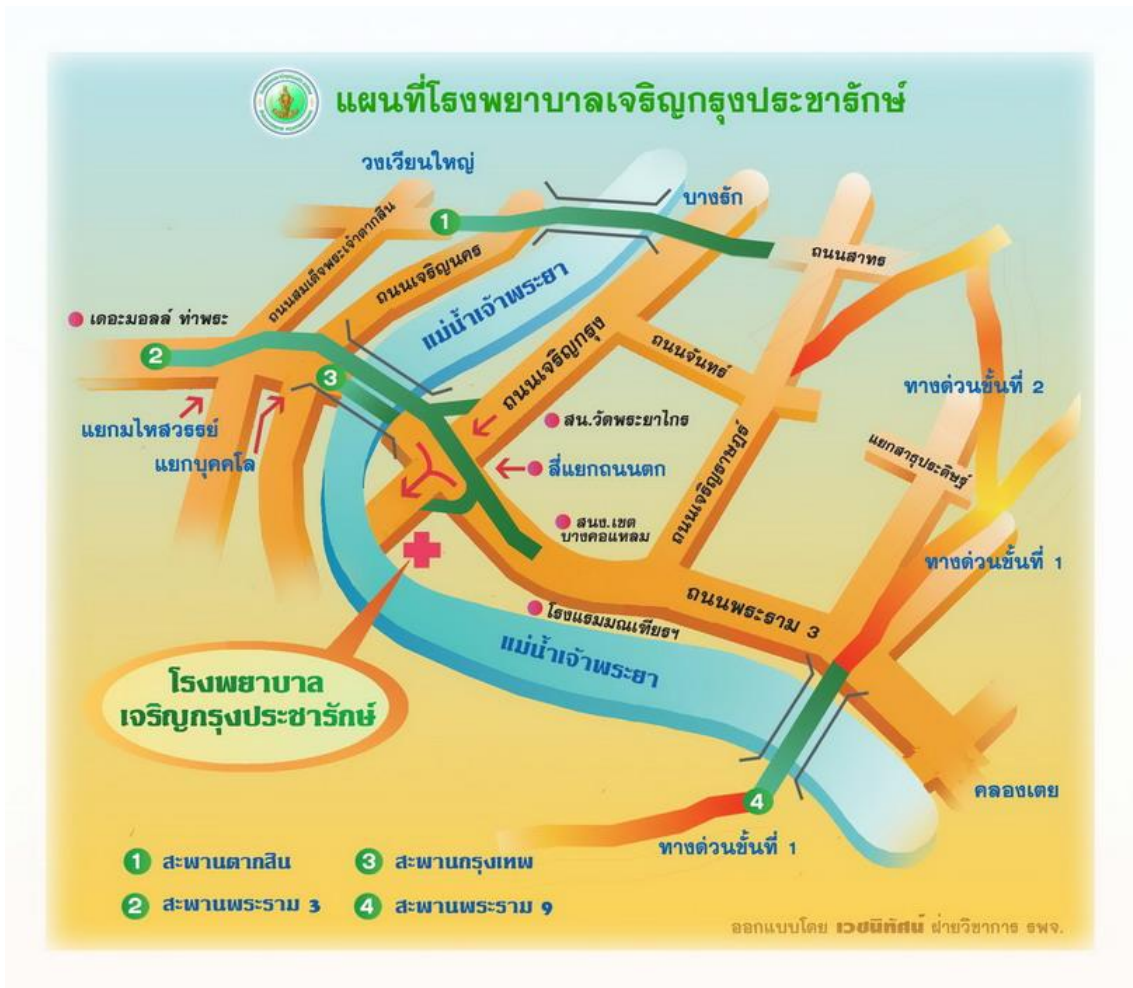 แผนที่โรงพยาบาลเจริญกรุงประชารักษ์
วงเวียนใหญ่
บางรัก
1
ถนนสมเด็จพระเจ้าตากสิน
ถนนเจริญนคร
ถนนสาทร
แม่น้ำเจ้าพระยา
เดอะมอลล์ ท่าพระ
2
3
ถนนเจริญกรุง
ถนนจันทร์
ทางด่วนขั้นที่ 2
แยกมไหสวรรย์
แยกบุคคโล
สน.วัดพระยาไกร
สี่แยกถนนตก
ถนนเจริญราษฎร์
แยกสาธุประดิษฐ์
สนง.เขต
บางคอแหลม
ทางด่วนขั้นที่ 1
โรงแรมมณเฑียรฯ
ถนนพระราม 3
แม่น้ำเจ้าพระยา
โรงพยาบาล
เจริญกรุงประชารักษ์
คลองเตย
4
ทางด่วนขั้นที่ 1
1 สะพานตากสิน
3 สะพานกรุงเทพ
2 สะพานพระราม 3
4 สะพานพระราม 9
ออกแบบโดย เวชนิทัศน์ ฝ่ายวิชาการ รพจ.